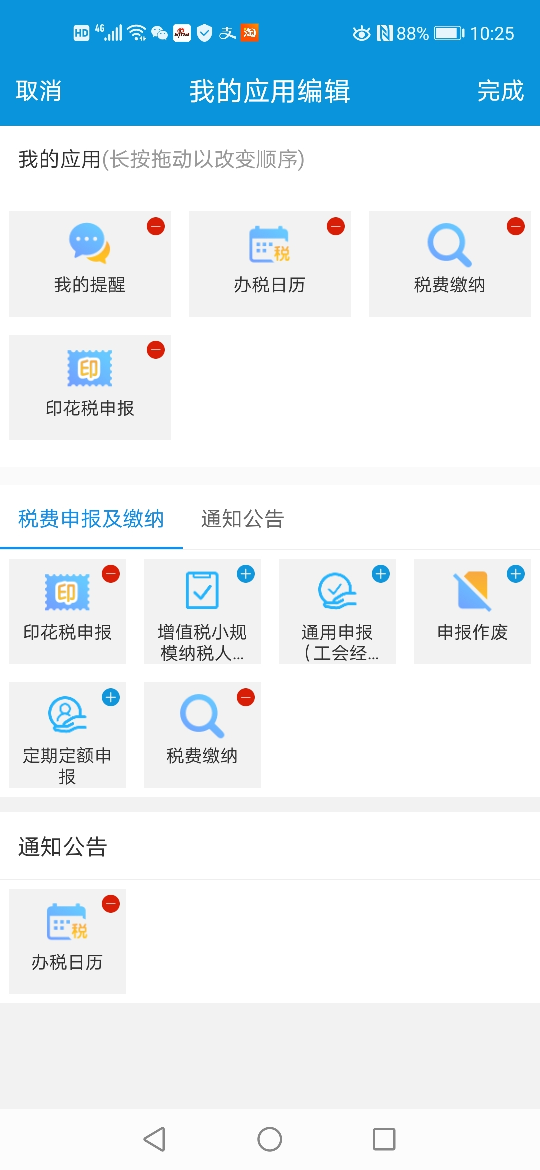 HD 4G 88% 10:25
取消 我的应用编辑 完成
我的应用(长按拖动以改变顺序)
我的提醒 办税日历 税费缴纳
印花税申报
税费申报及缴纳 通知公告
印花税申报 增值税小规 通用申报 申报作废
模纳税人... （工会经...
定期定额申 税费缴纳
报
通知公告
办税日历